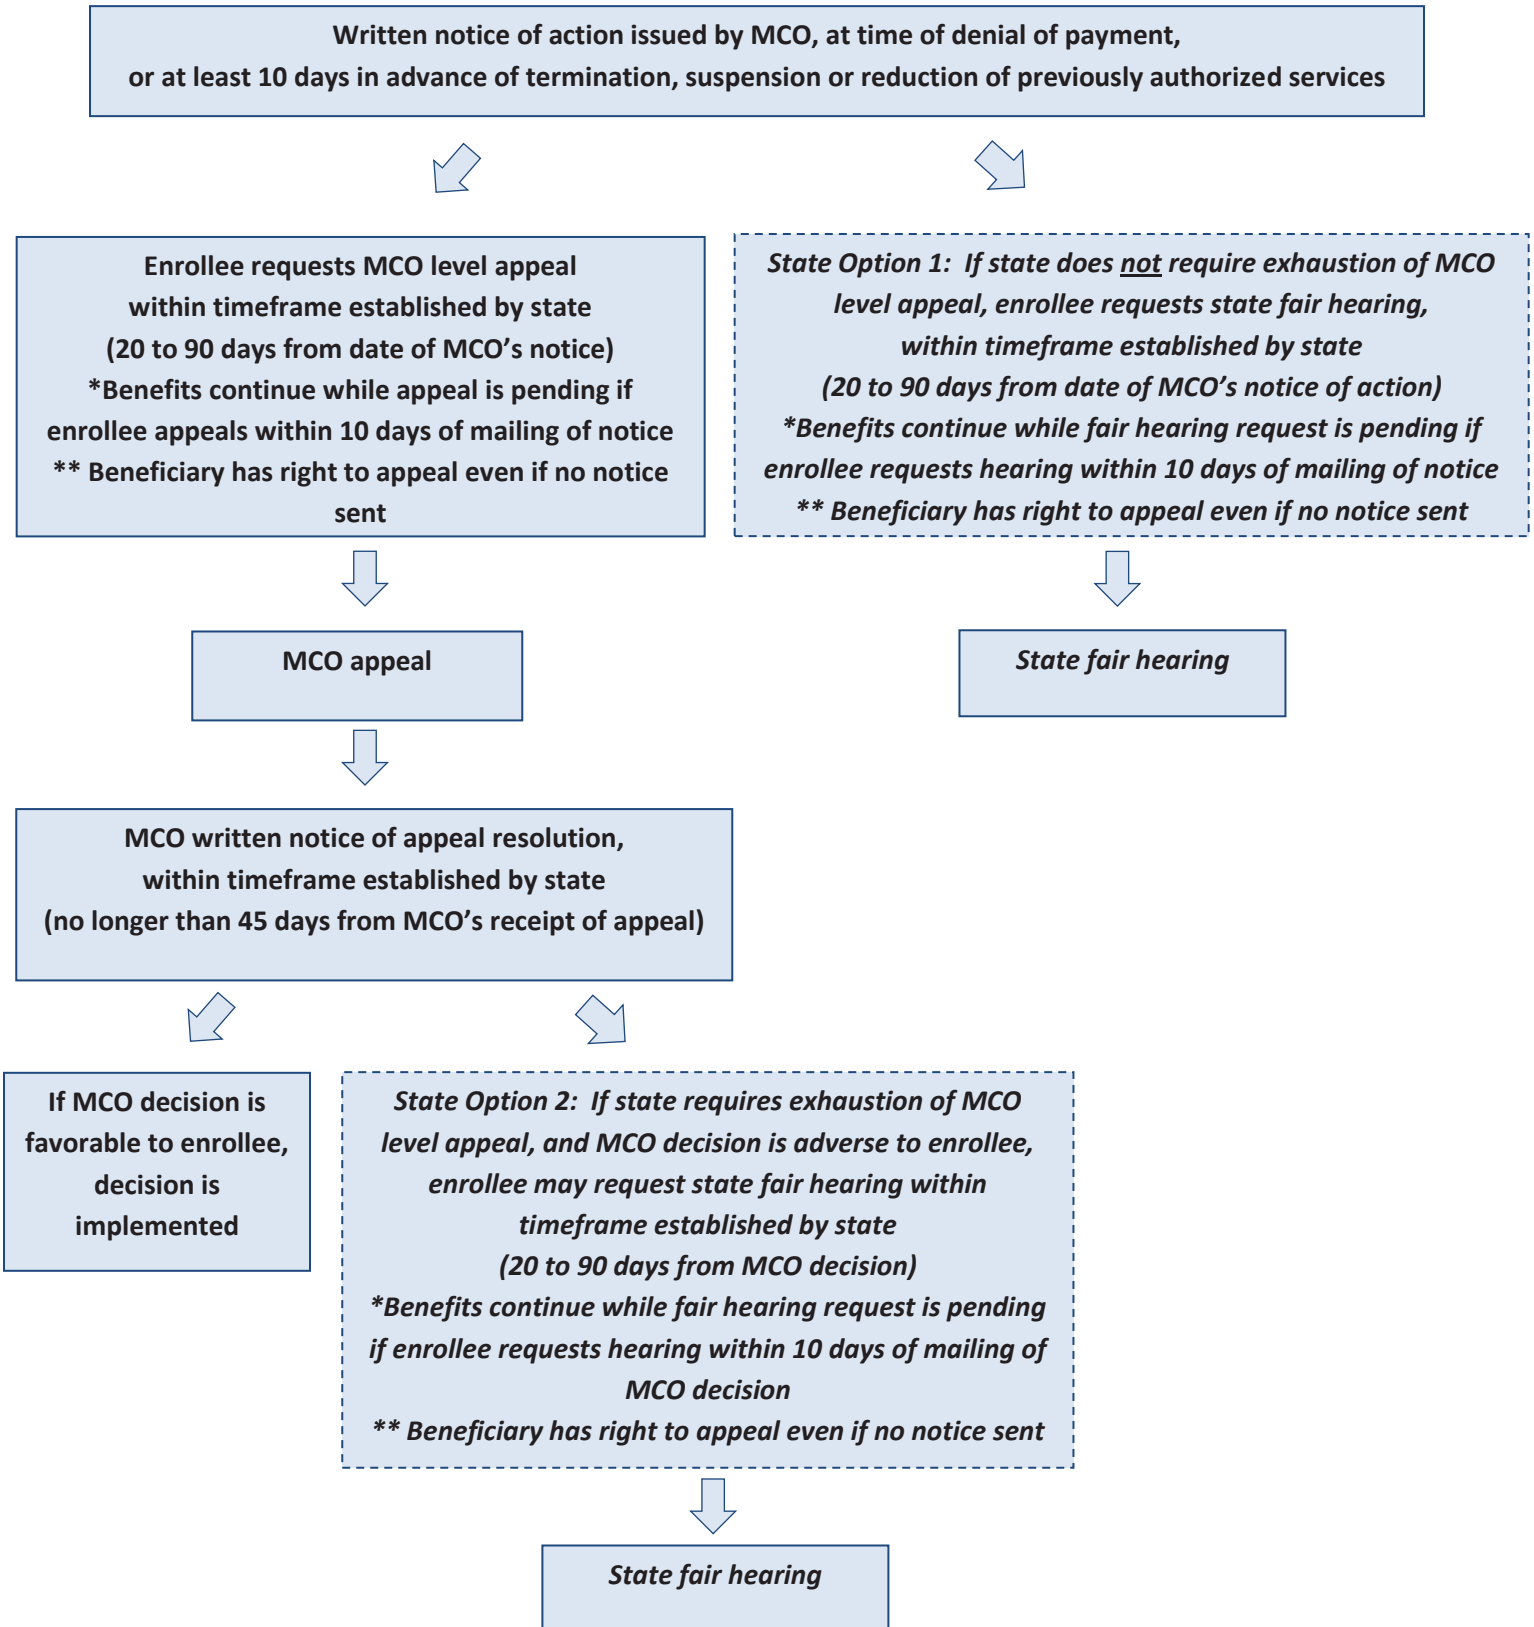 Written notice of action issued by MCO, at time of denial of payment,
or at least 10 days in advance of termination, suspension or reduction of previously authorized services
Enrollee requests MCO level appeal
within timeframe established by state
(20 to 90 days from date of MCO’s notice)
*Benefits continue while appeal is pending if
enrollee appeals within 10 days of mailing of notice
** Beneficiary has right to appeal even if no notice
sent
State Option 1:  If state does not require exhaustion of MCO
level appeal, enrollee requests state fair hearing,
within timeframe established by state
(20 to 90 days from date of MCO’s notice of action)
*Benefits continue while fair hearing request is pending if
enrollee requests hearing within 10 days of mailing of notice
** Beneficiary has right to appeal even if no notice sent
MCO appeal
State fair hearing
MCO written notice of appeal resolution,
within timeframe established by state
(no longer than 45 days from MCO’s receipt of appeal)
If MCO decision is
favorable to enrollee,
decision is
implemented
State Option 2:  If state requires exhaustion of MCO
level appeal, and MCO decision is adverse to enrollee,
enrollee may request state fair hearing within
timeframe established by state
(20 to 90 days from MCO decision)
*Benefits continue while fair hearing request is pending
if enrollee requests hearing within 10 days of mailing of
MCO decision
** Beneficiary has right to appeal even if no notice sent
State fair hearing